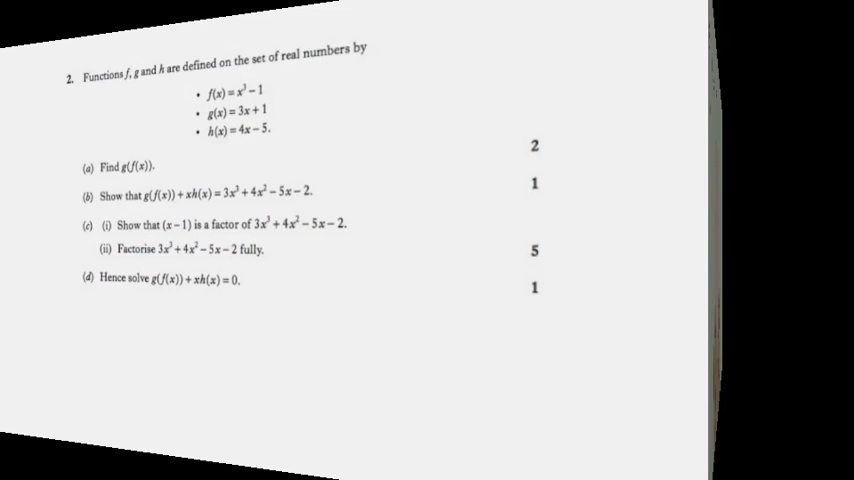 2. Functions f, g and h are defined on the set of real numbers by
• f(x) = x³ − 1
• g(x) = 3x + 1
• h(x) = 4x − 5.
(a) Find g(f(x)). 2
(b) Show that g(f(x)) + xh(x) = 3x³ + 4x² − 5x − 2. 1
(c) (i) Show that (x − 1) is a factor of 3x³ + 4x² − 5x − 2.
(ii) Factorise 3x³ + 4x² − 5x − 2 fully. 5
(d) Hence solve g(f(x)) + xh(x) = 0. 1